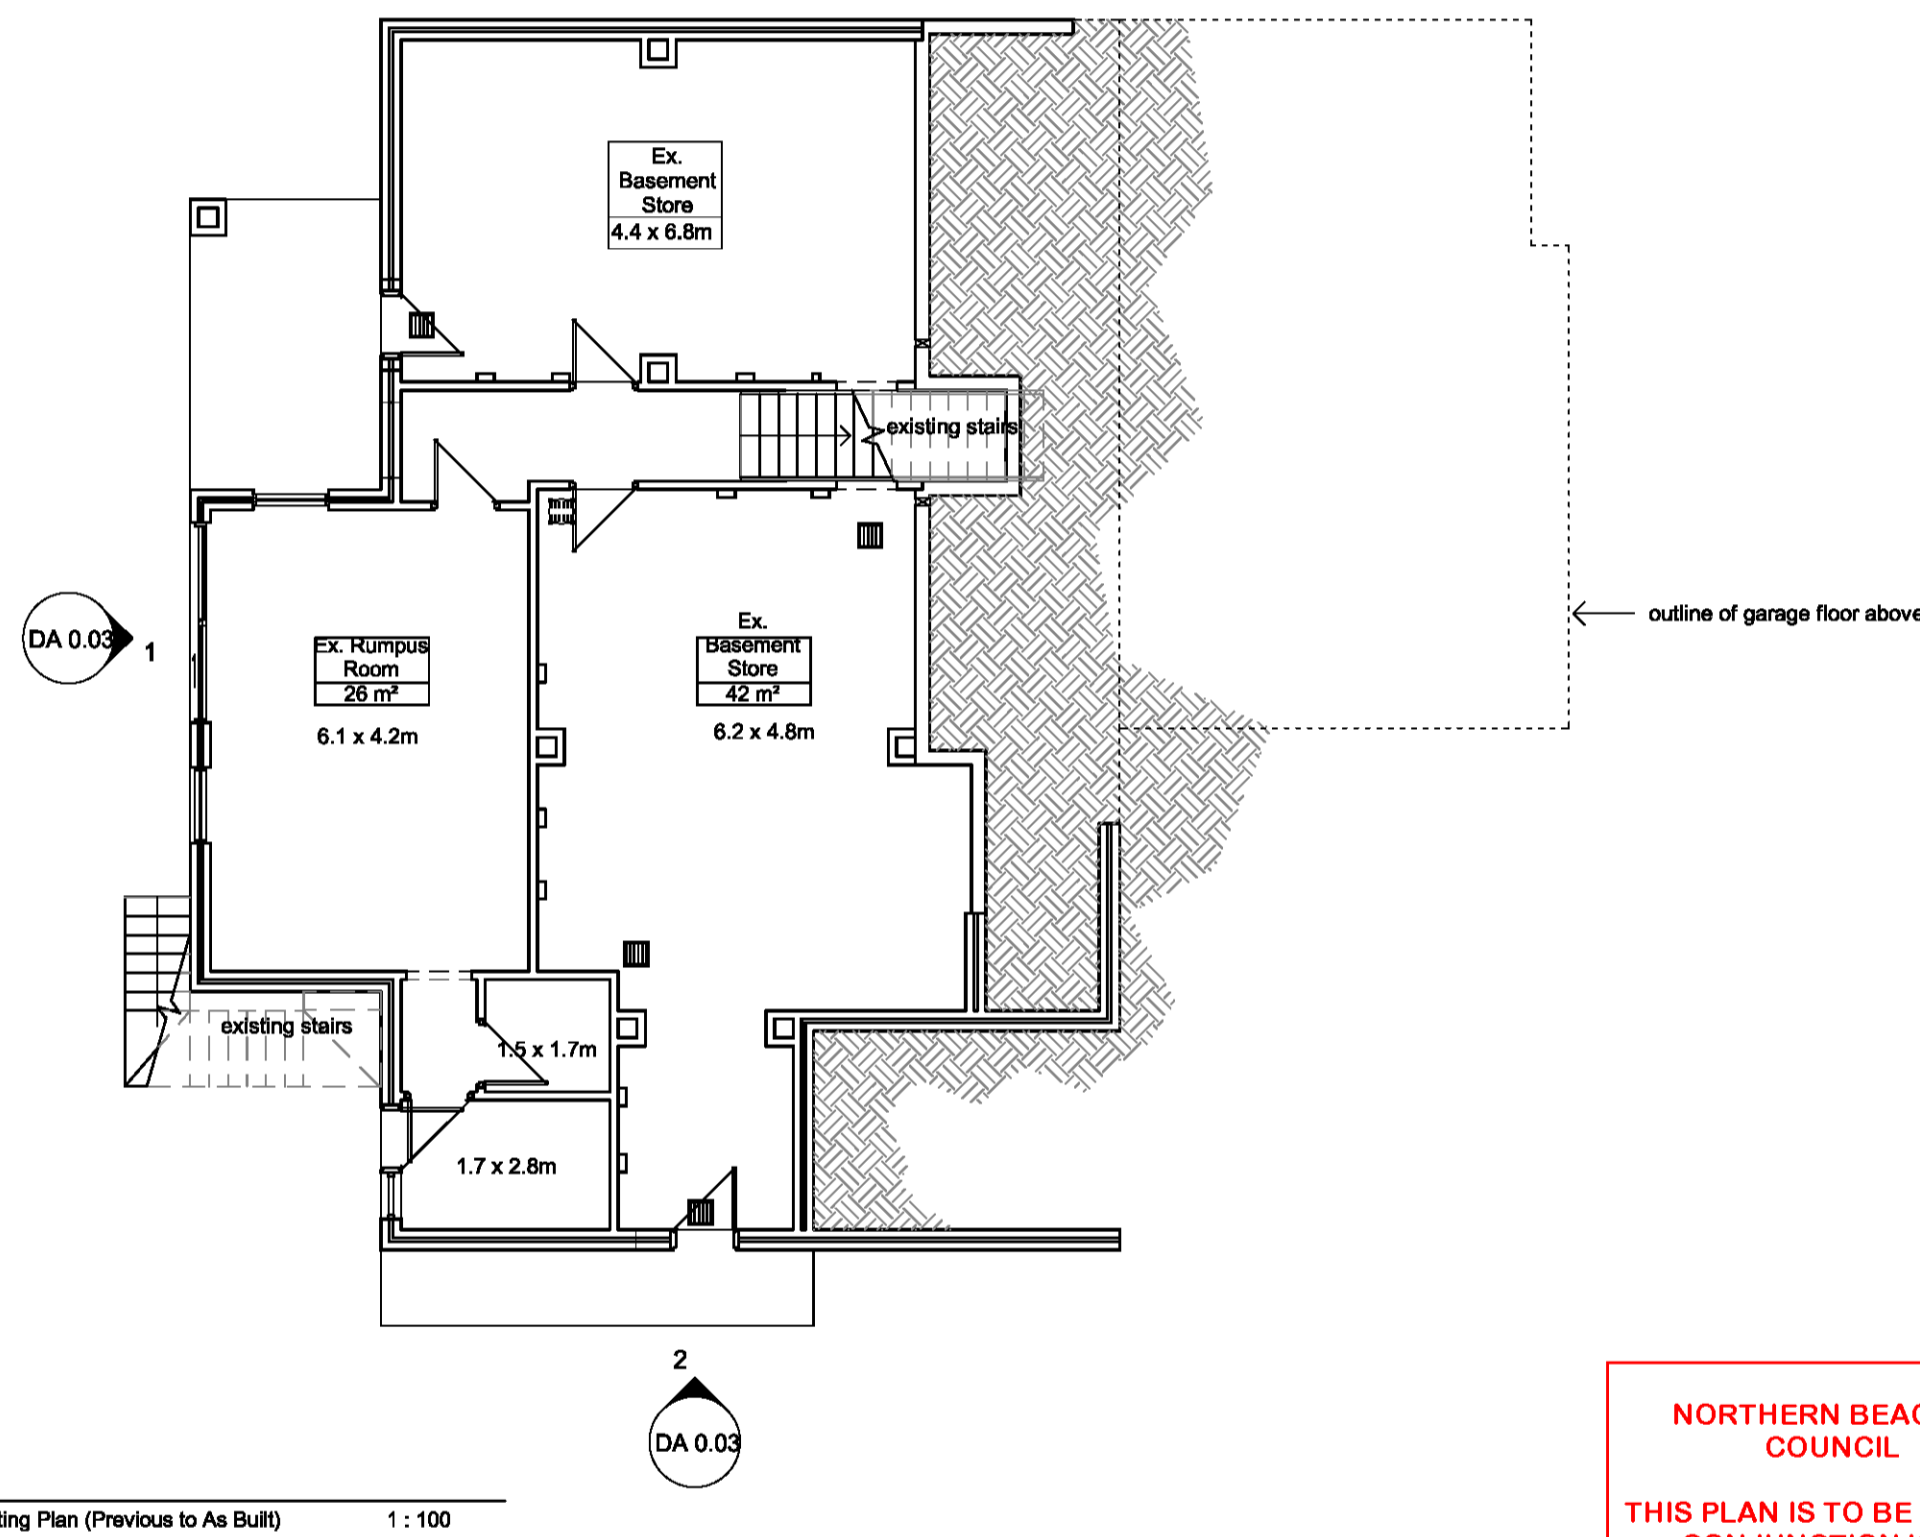 Ex.
Basement
Store
4.4 x 6.8m
existing stairs
outline of garage floor above
DA 0.03
1
Ex. Rumpus
Room
26 m²
6.1 x 4.2m
Ex.
Basement
Store
42 m²
6.2 x 4.8m
existing stairs
1.5 x 1.7m
1.7 x 2.8m
2
DA 0.03
ting Plan (Previous to As Built)
1 : 100
NORTHERN BEAC
COUNCIL
THIS PLAN IS TO BE